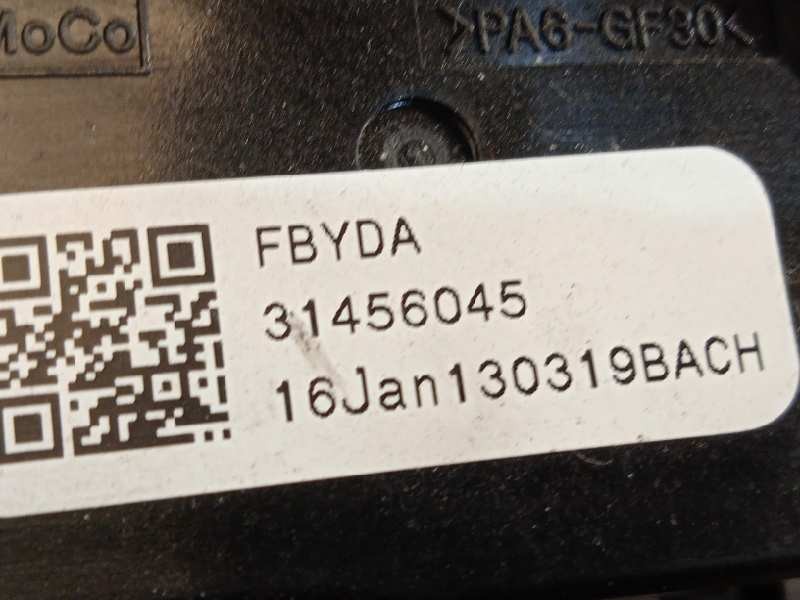 MoCo
>PA6-GF30<
FBYDA
31456045
16Jan130319BACH